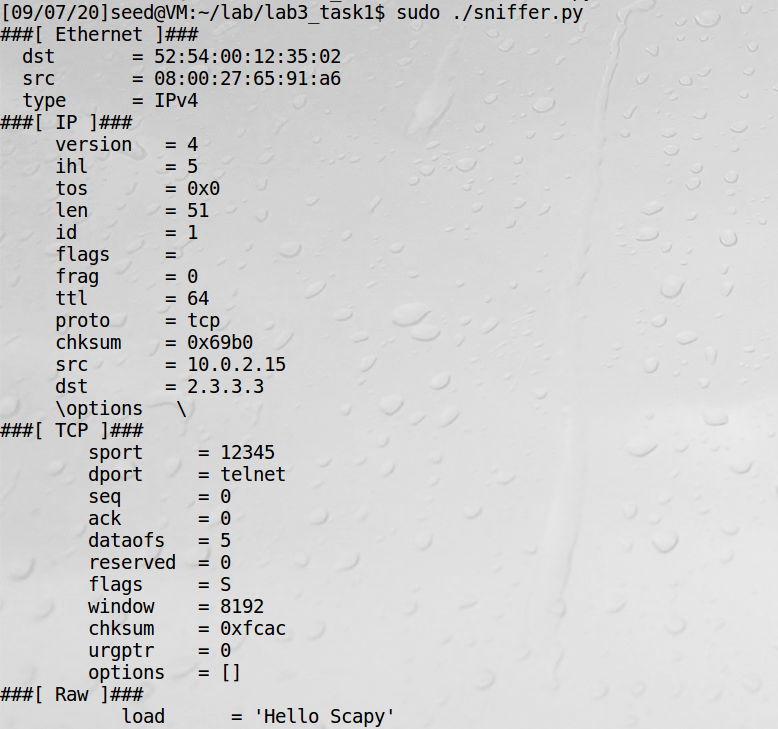 [09/07/20]seed@VM:~/lab/lab3_task1$ sudo ./sniffer.py
###[ Ethernet ]###
  dst       = 52:54:00:12:35:02
  src       = 08:00:27:65:91:a6
  type      = IPv4
###[ IP ]###
     version   = 4
     ihl       = 5
     tos       = 0x0
     len       = 51
     id        = 1
     flags     =
     frag      = 0
     ttl       = 64
     proto     = tcp
     chksum    = 0x69b0
     src       = 10.0.2.15
     dst       = 2.3.3.3
     \options   \
###[ TCP ]###
        sport     = 12345
        dport     = telnet
        seq       = 0
        ack       = 0
        dataofs   = 5
        reserved  = 0
        flags     = S
        window    = 8192
        chksum    = 0xfcac
        urgptr    = 0
        options   = []
###[ Raw ]###
           load      = 'Hello Scapy'